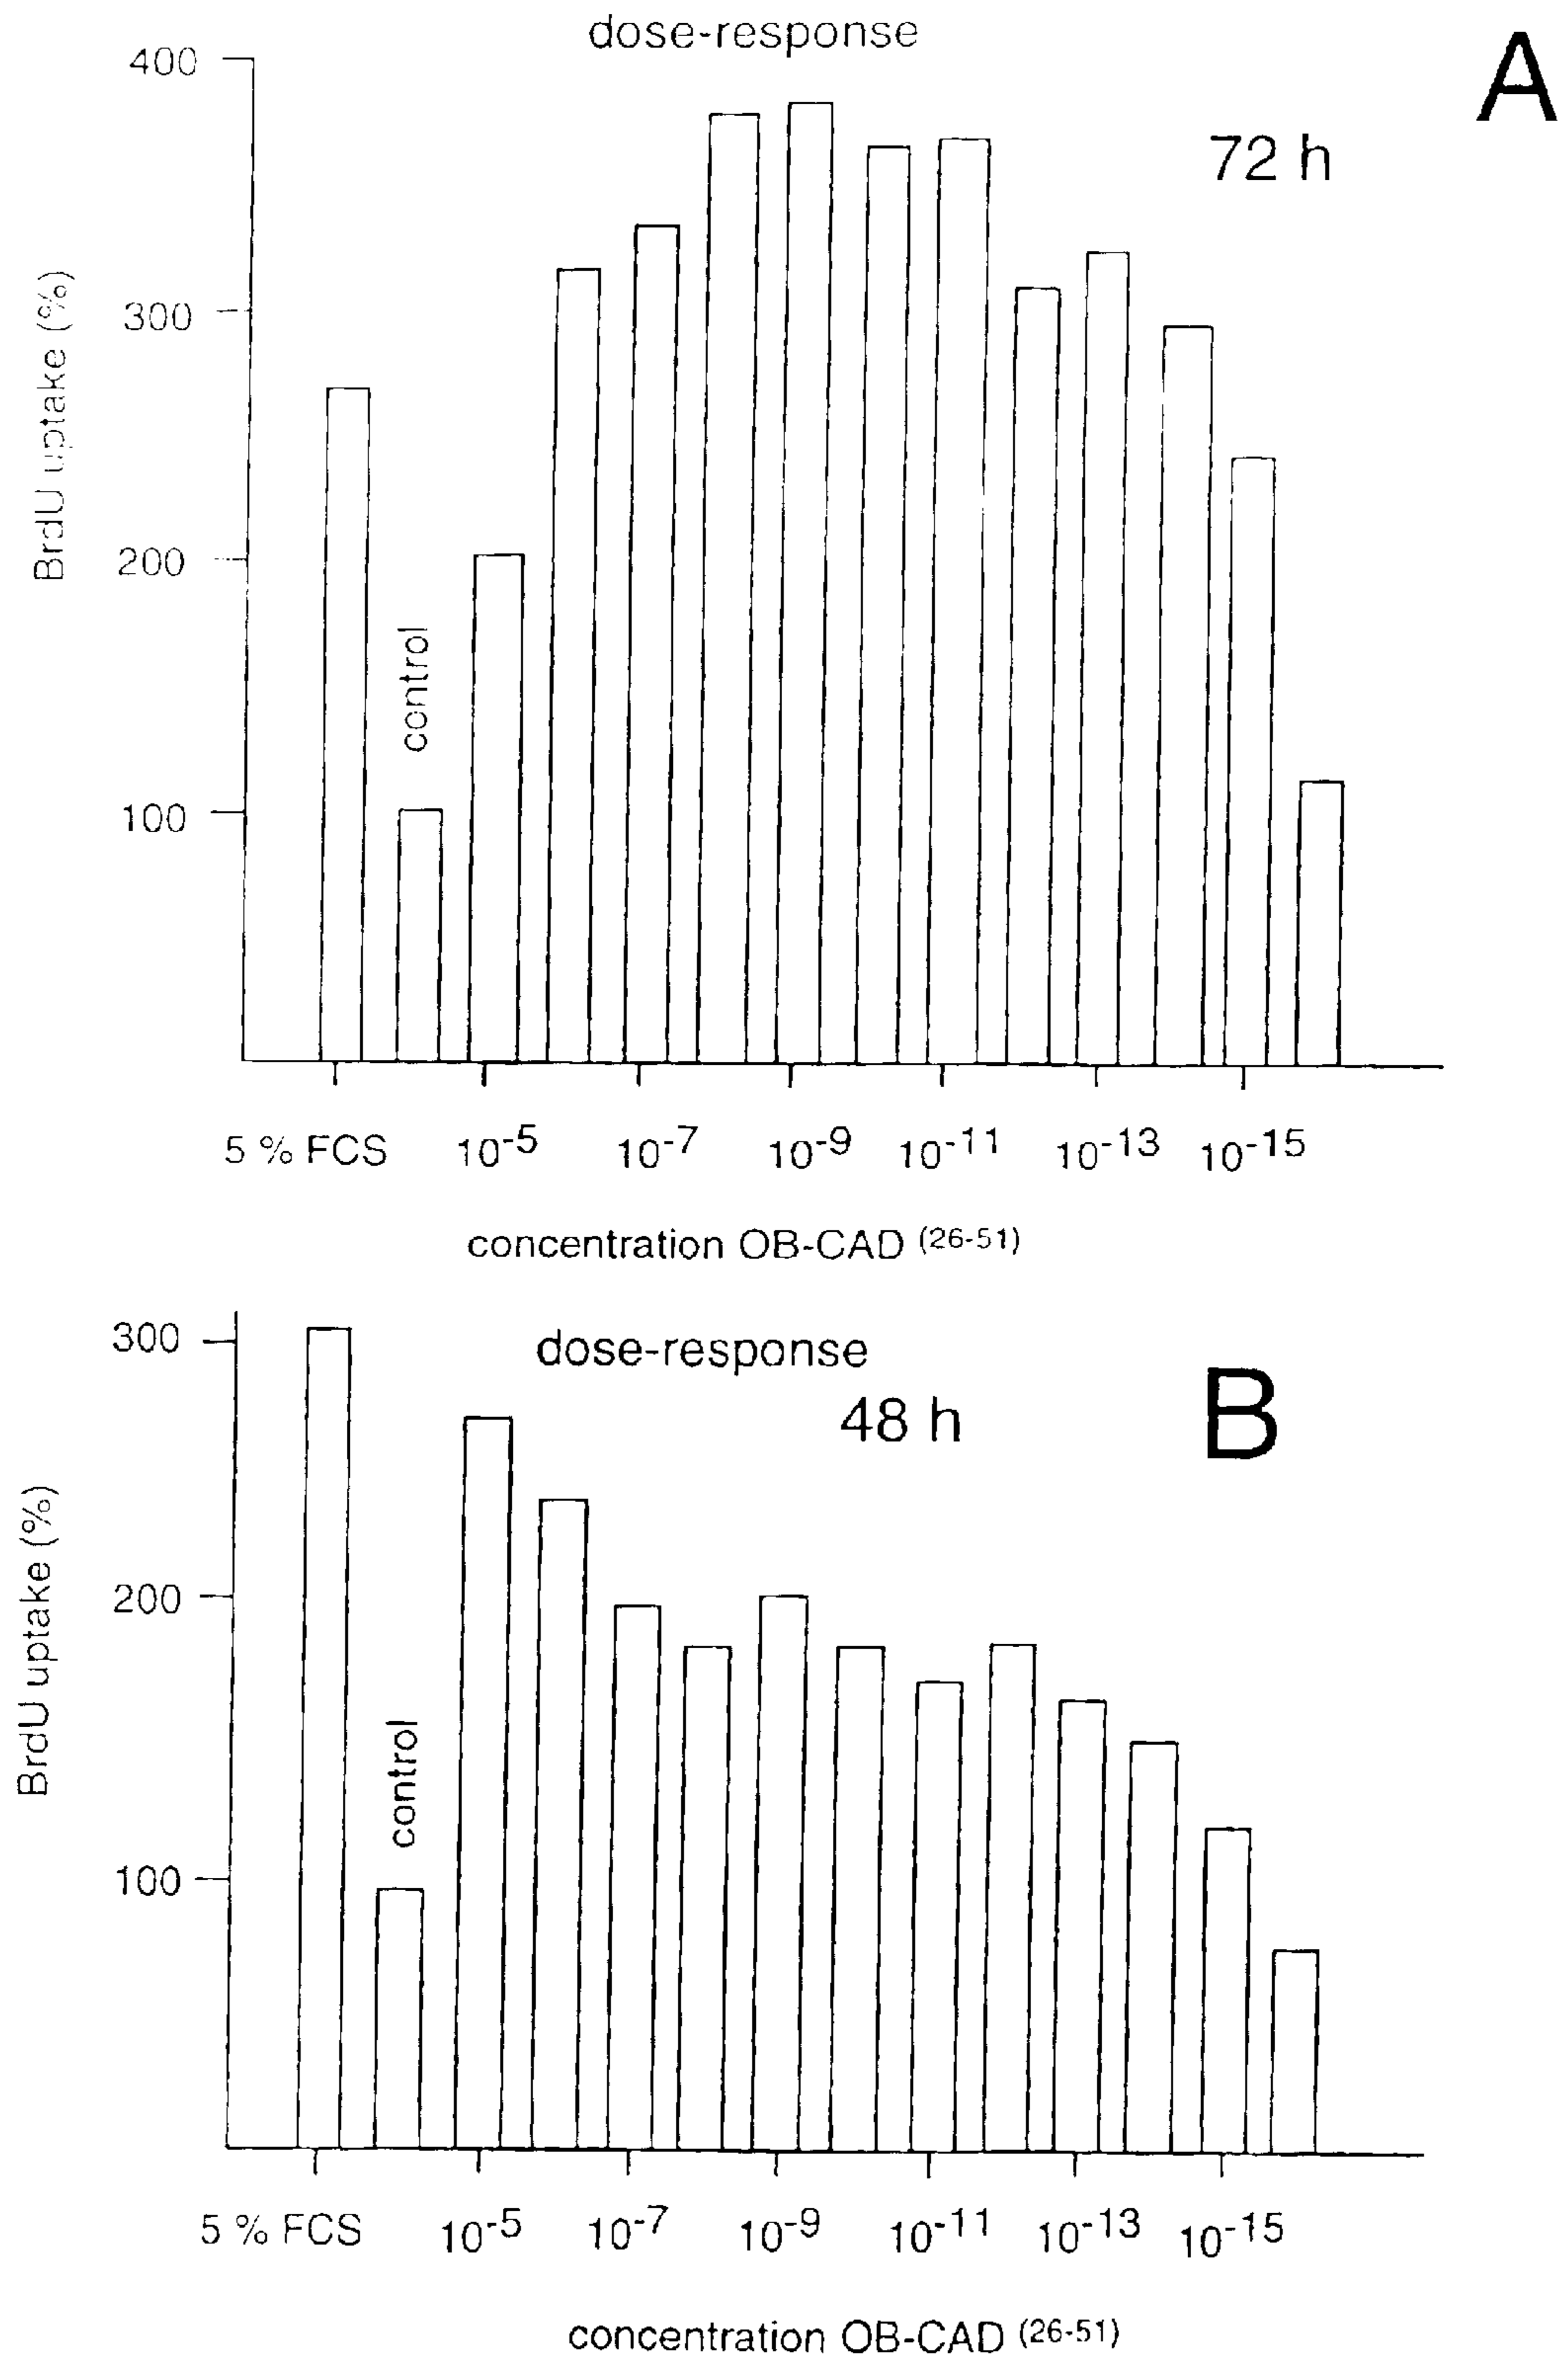 dose-response
A
72 h
400
300
200
100
BrdU uptake (%)
control
5 % FCS 10-5 10-7 10-9 10-11 10-13 10-15
concentration OB-CAD (26-51)
dose-response
48 h
B
300
200
100
BrdU uptake (%)
control
5 % FCS 10-5 10-7 10-9 10-11 10-13 10-15
concentration OB-CAD (26-51)